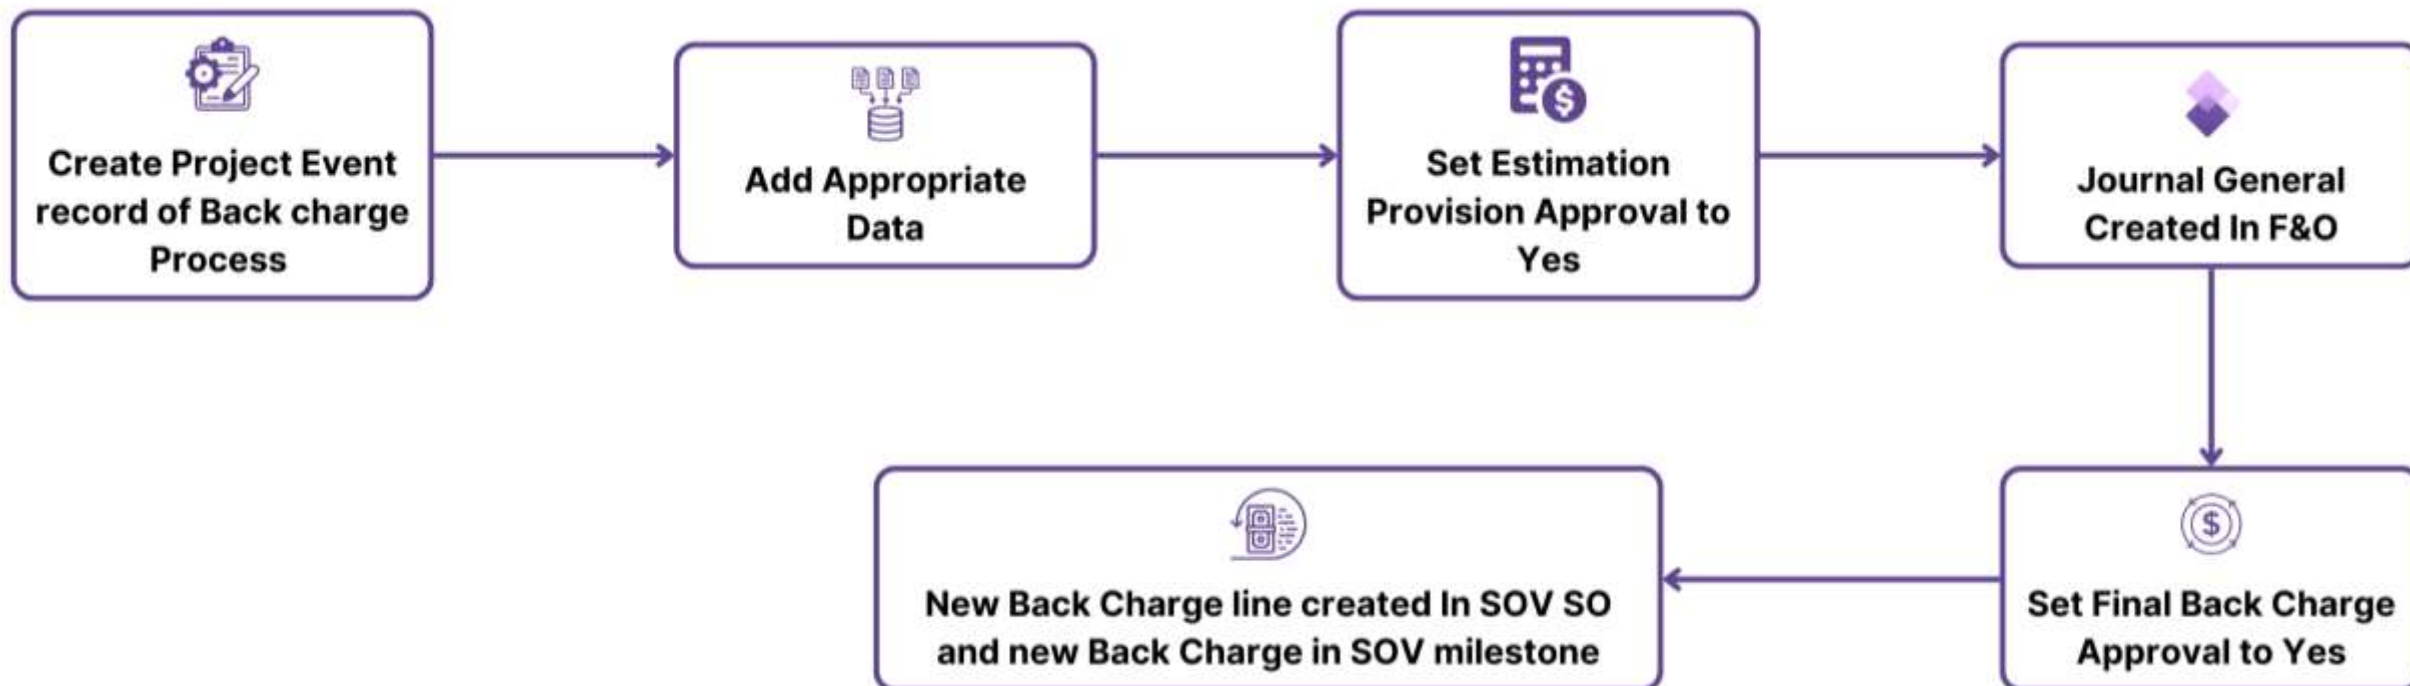 Create Project Event
record of Back charge
Process
Add Appropriate
Data
Set Estimation
Provision Approval to
Yes
Journal General
Created In F&O
Set Final Back Charge
Approval to Yes
New Back Charge line created In SOV SO
and new Back Charge in SOV milestone